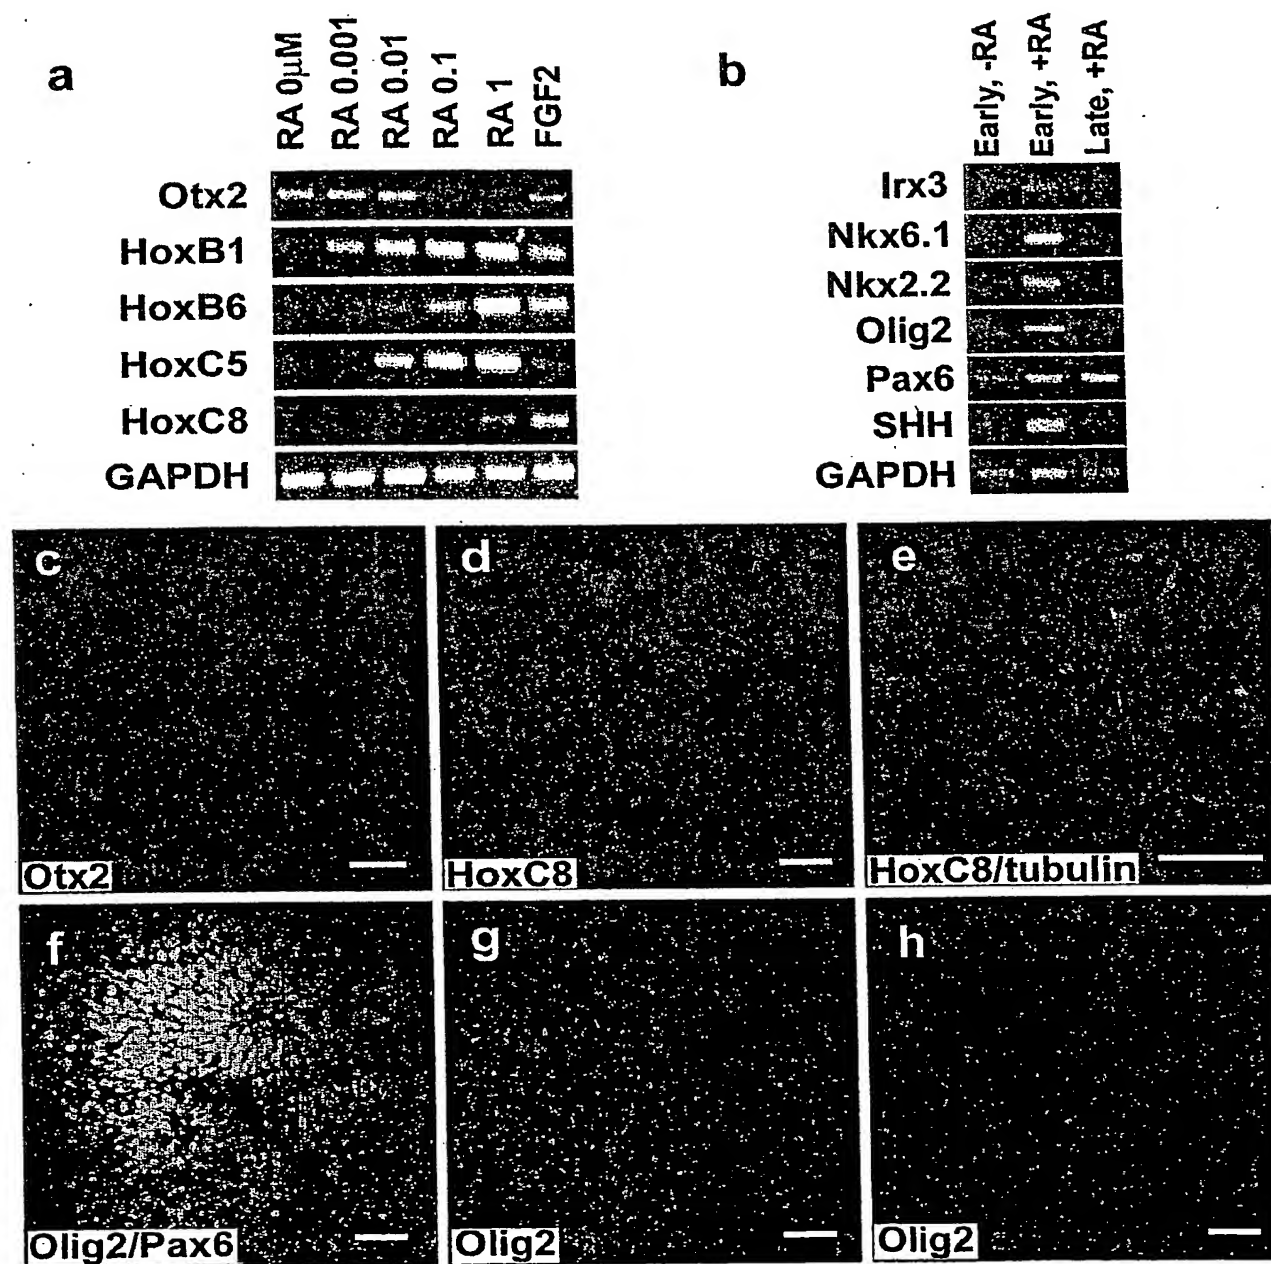 a
RA 0µM
RA 0.001
RA 0.01
RA 0.1
RA 1
FGF2
Otx2
HoxB1
HoxB6
HoxC5
HoxC8
GAPDH
b
Early, -RA
Early, +RA
Late, +RA
Irx3
Nkx6.1
Nkx2.2
Olig2
Pax6
SHH
GAPDH
c
Otx2
d
HoxC8
e
HoxC8/tubulin
f
Olig2/Pax6
g
Olig2
h
Olig2